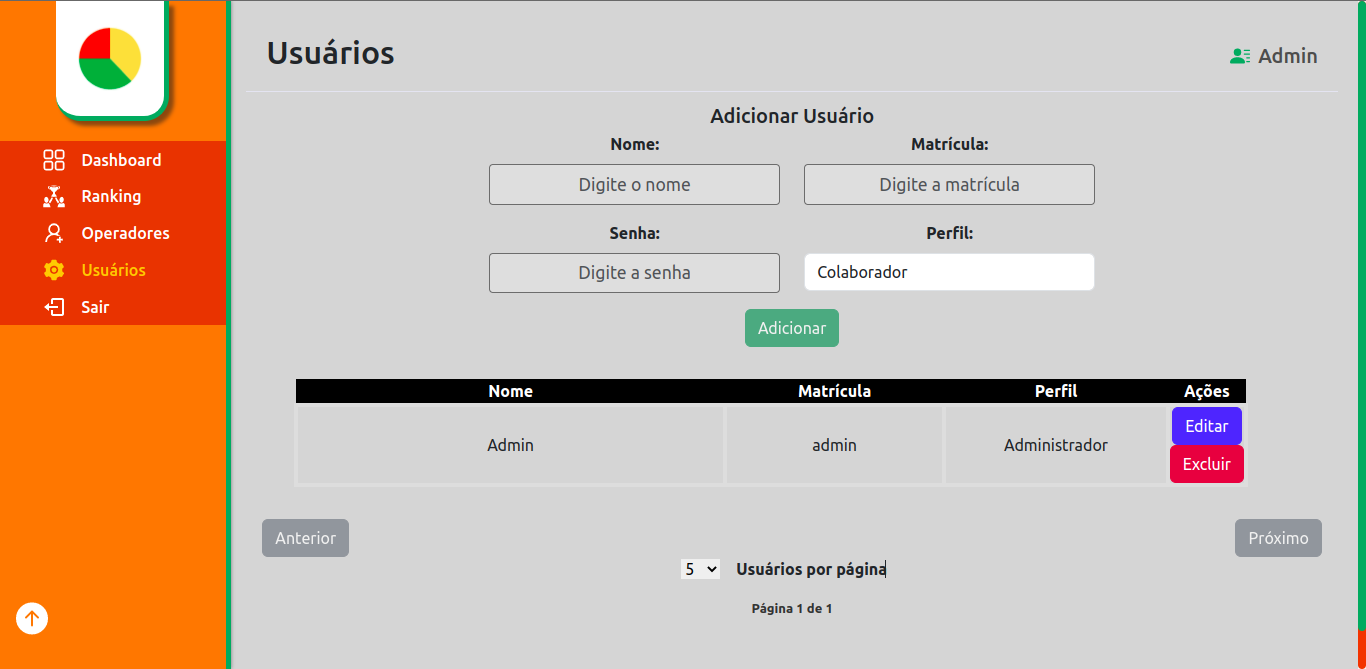 Usuários
Admin
Dashboard
Ranking
Operadores
Usuários
Sair
Adicionar Usuário
Nome: Matrícula:
Digite o nome Digite a matrícula
Senha: Perfil:
Digite a senha Colaborador
Adicionar
Nome Matrícula Perfil Ações
Admin admin Administrador Editar
Excluir
Anterior Próximo
5 Usuários por página
Página 1 de 1